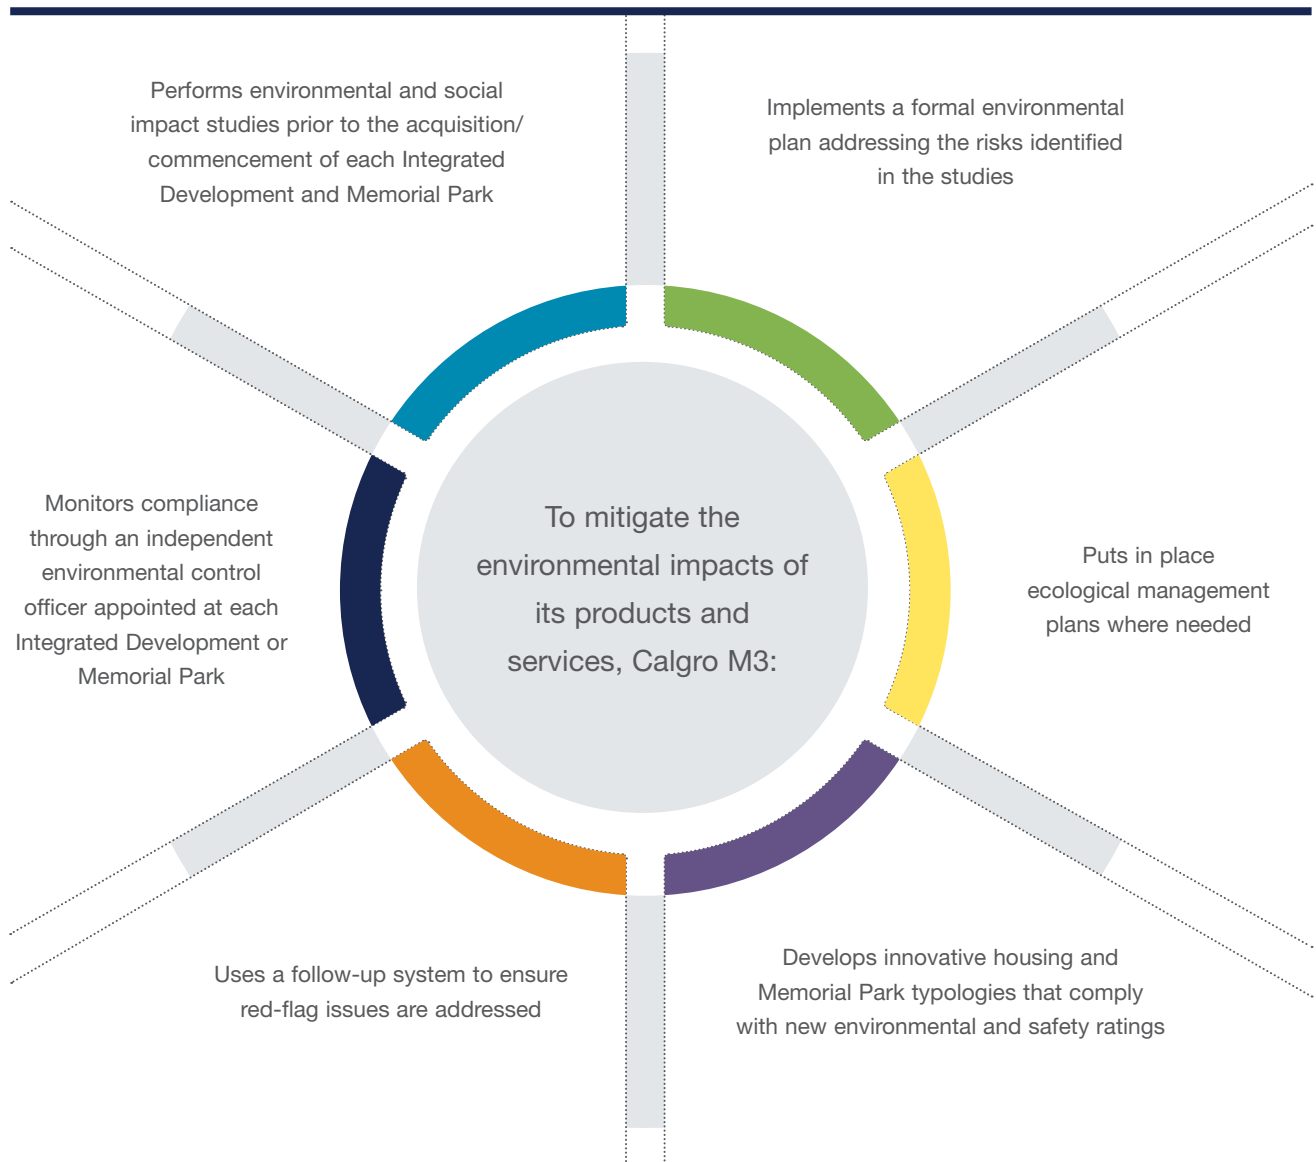 Performs environmental and social
impact studies prior to the acquisition/
commencement of each Integrated
Development and Memorial Park
Implements a formal environmental
plan addressing the risks identified
in the studies
Monitors compliance
through an independent
environmental control
officer appointed at each
Integrated Development or
Memorial Park
To mitigate the
environmental impacts of
its products and
services, Calgro M3:
Puts in place
ecological management
plans where needed
Uses a follow-up system to ensure
red-flag issues are addressed
Develops innovative housing and
Memorial Park typologies that comply
with new environmental and safety ratings